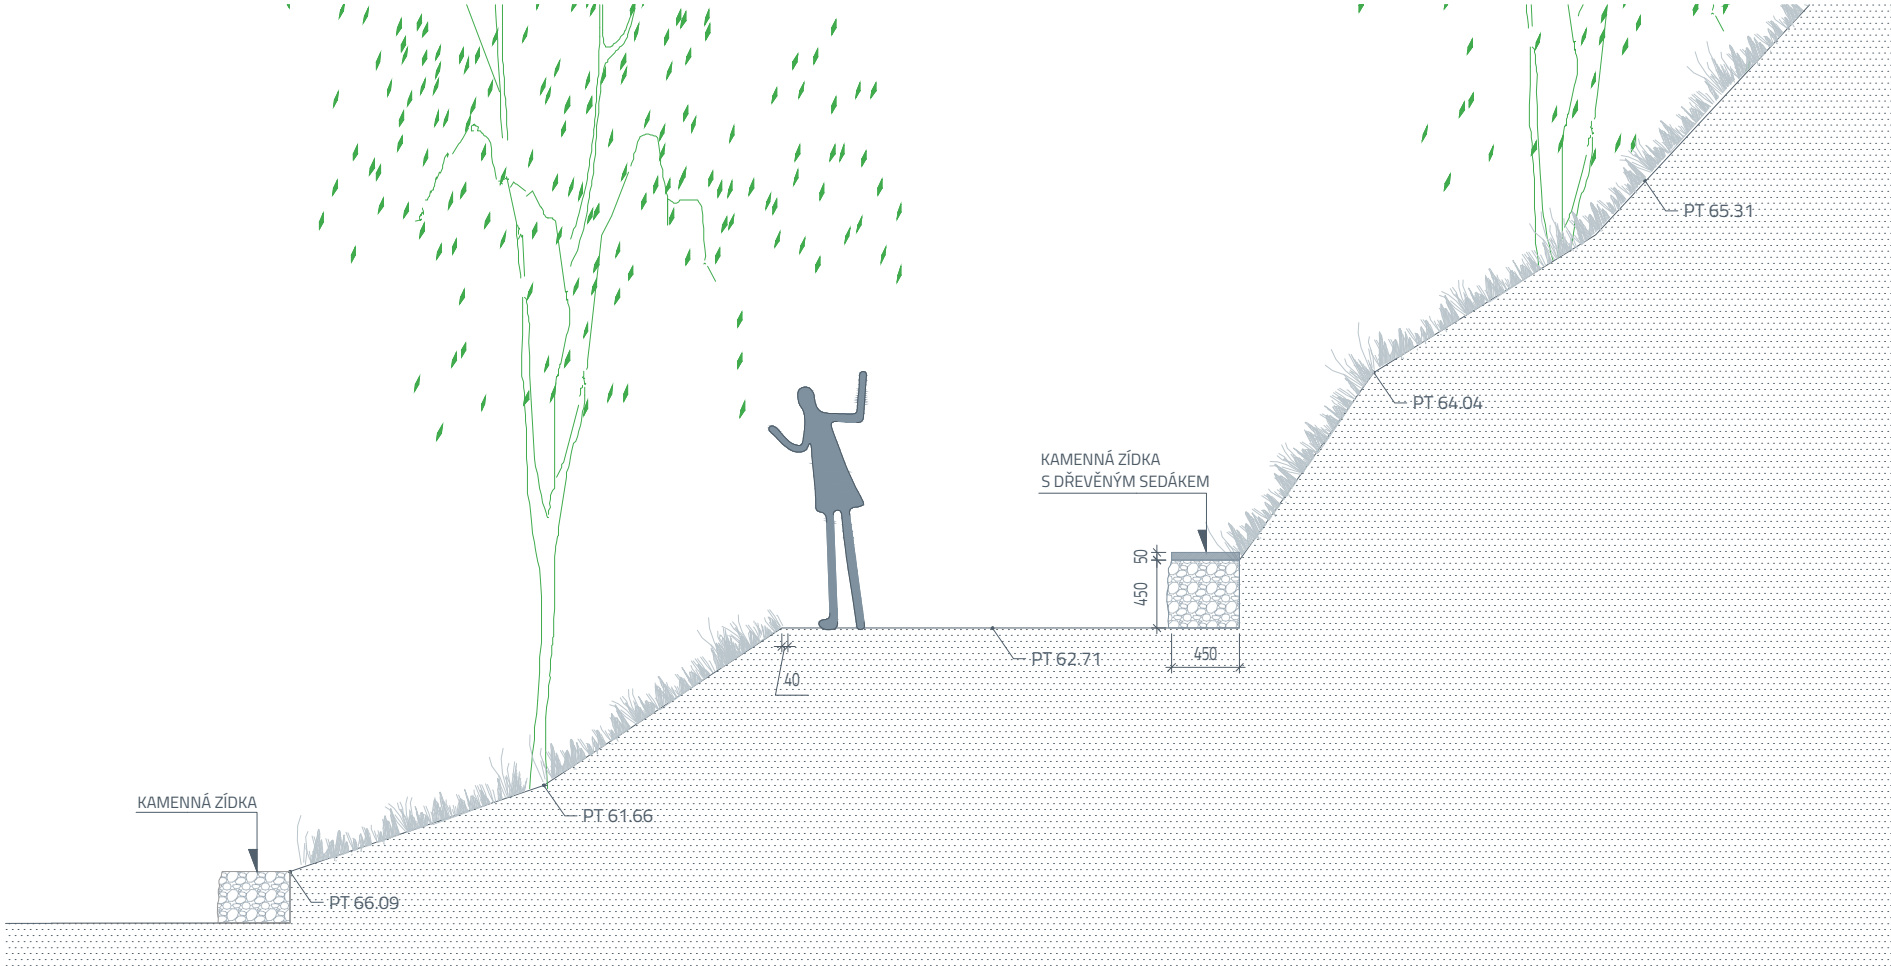 PT 65.31
PT 64.04
KAMENNÁ ZÍDKA
S DŘEVĚNÝM SEDÁKEM
50
450
450
PT 62.71
40
KAMENNÁ ZÍDKA
PT 61.66
PT 66.09